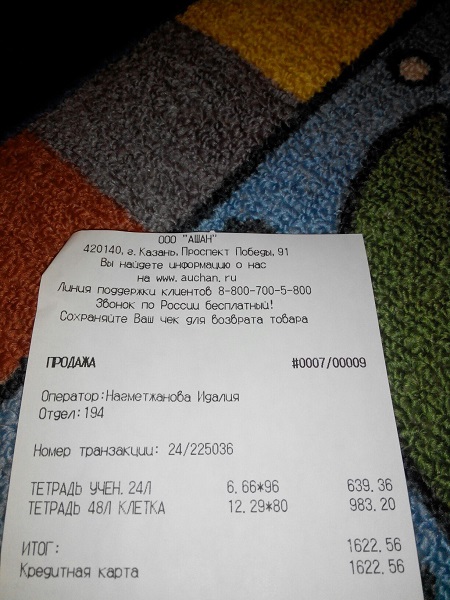 ООО "АШАН"
420140, г. Казань, Проспект Победы, 91
Вы найдете информацию о нас
на www.auchan.ru
Линия поддержки клиентов 8-800-700-5-800
Звонок по России бесплатный!
Сохраняйте Ваш чек для возврата товара
ПРОДАЖА #0007/00009
Оператор:Нагметжанова Идалия
Отдел:194
Номер транзакции: 24/225036
ТЕТРАДЬ УЧЕН.24Л 6.66*96 639.36
ТЕТРАДЬ 48Л КЛЕТКА 12.29*80 983.20
ИТОГ: 1622.56
Кредитная карта 1622.56